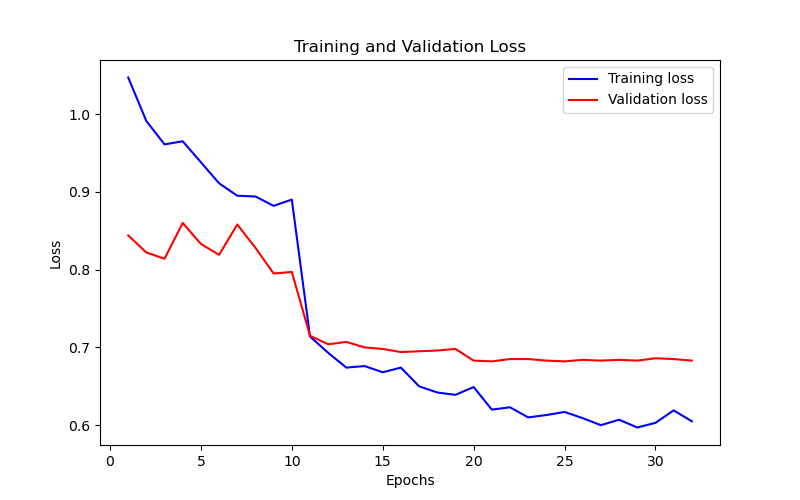 Training and Validation Loss
Training loss
Validation loss
1.0
0.9
0.8
0.7
0.6
Loss
0
5
10
15
20
25
30
Epochs